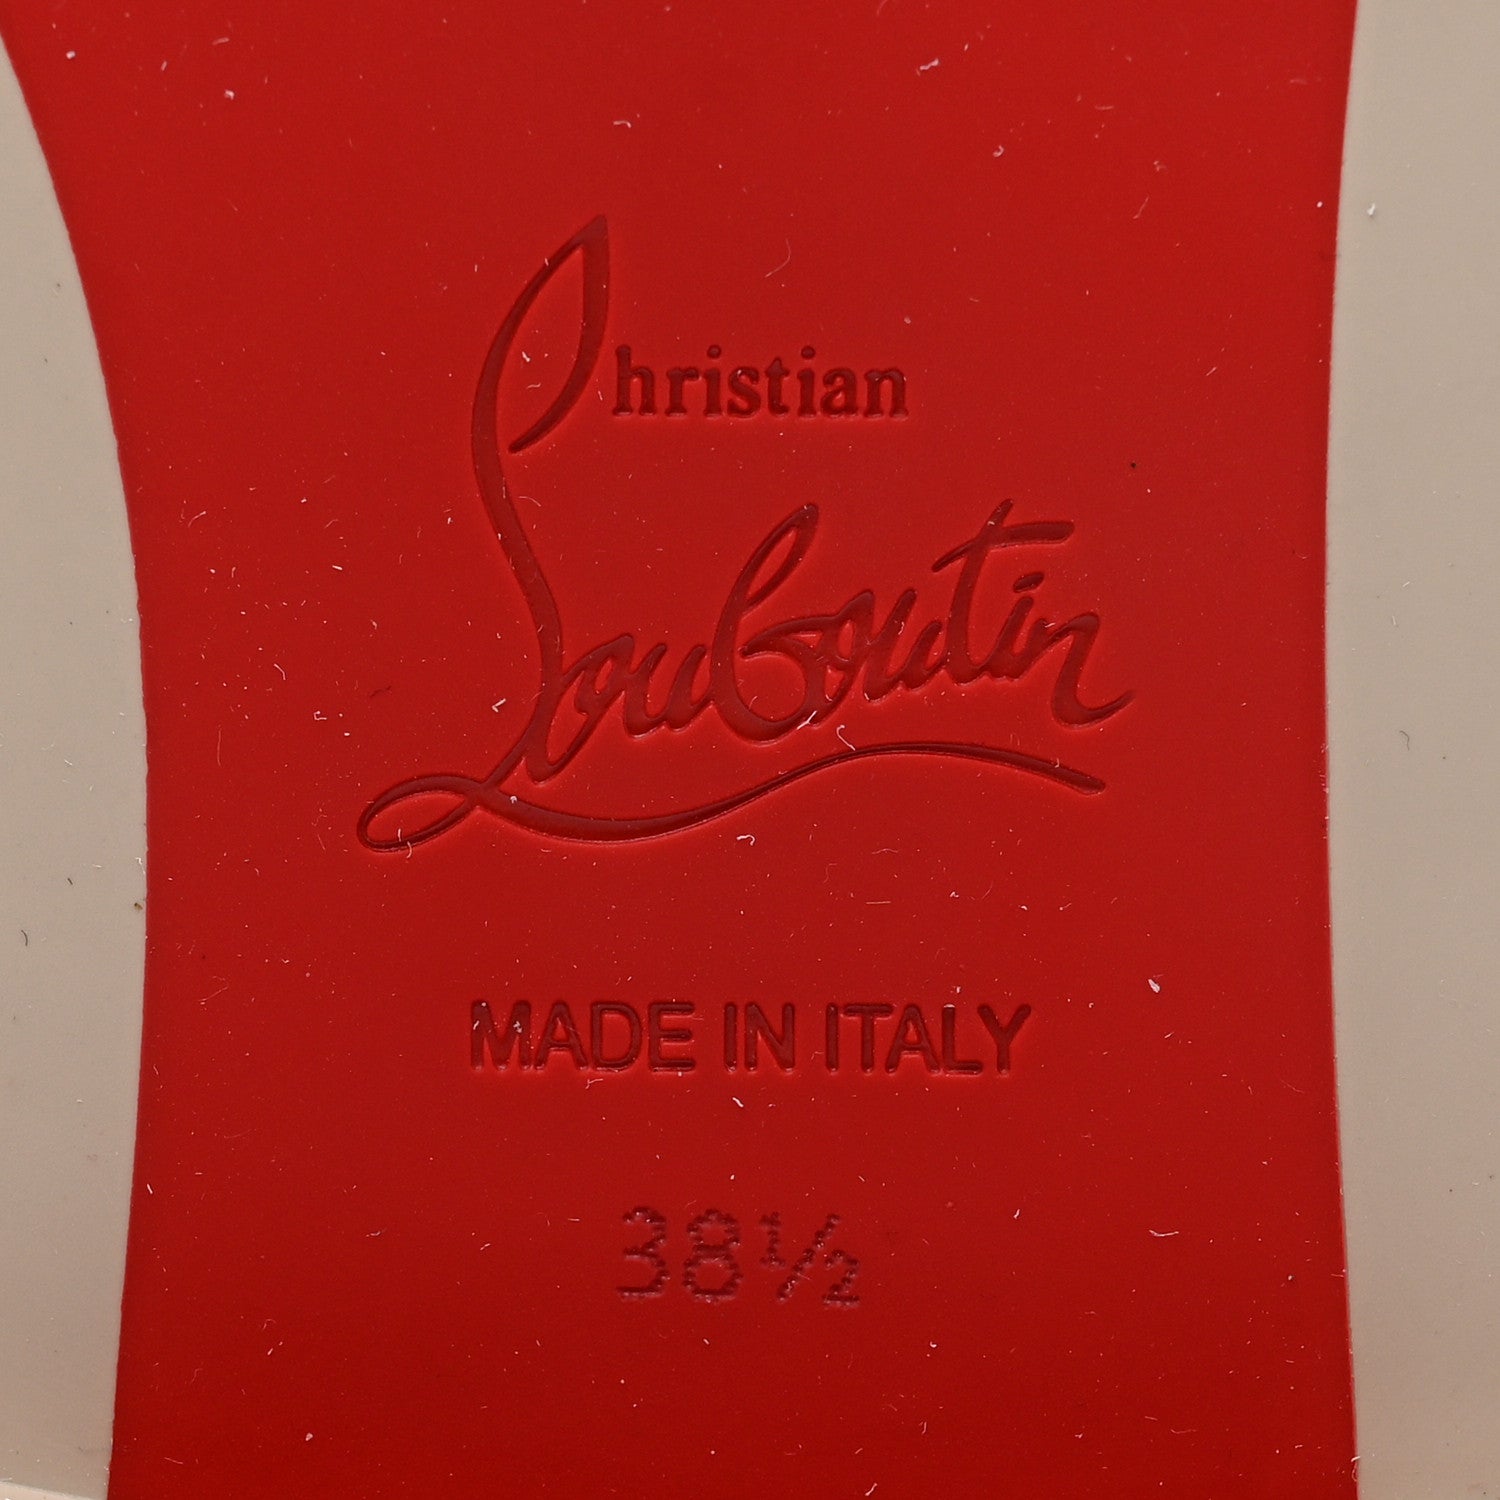 Christian
Louboutin
MADE IN ITALY
38½